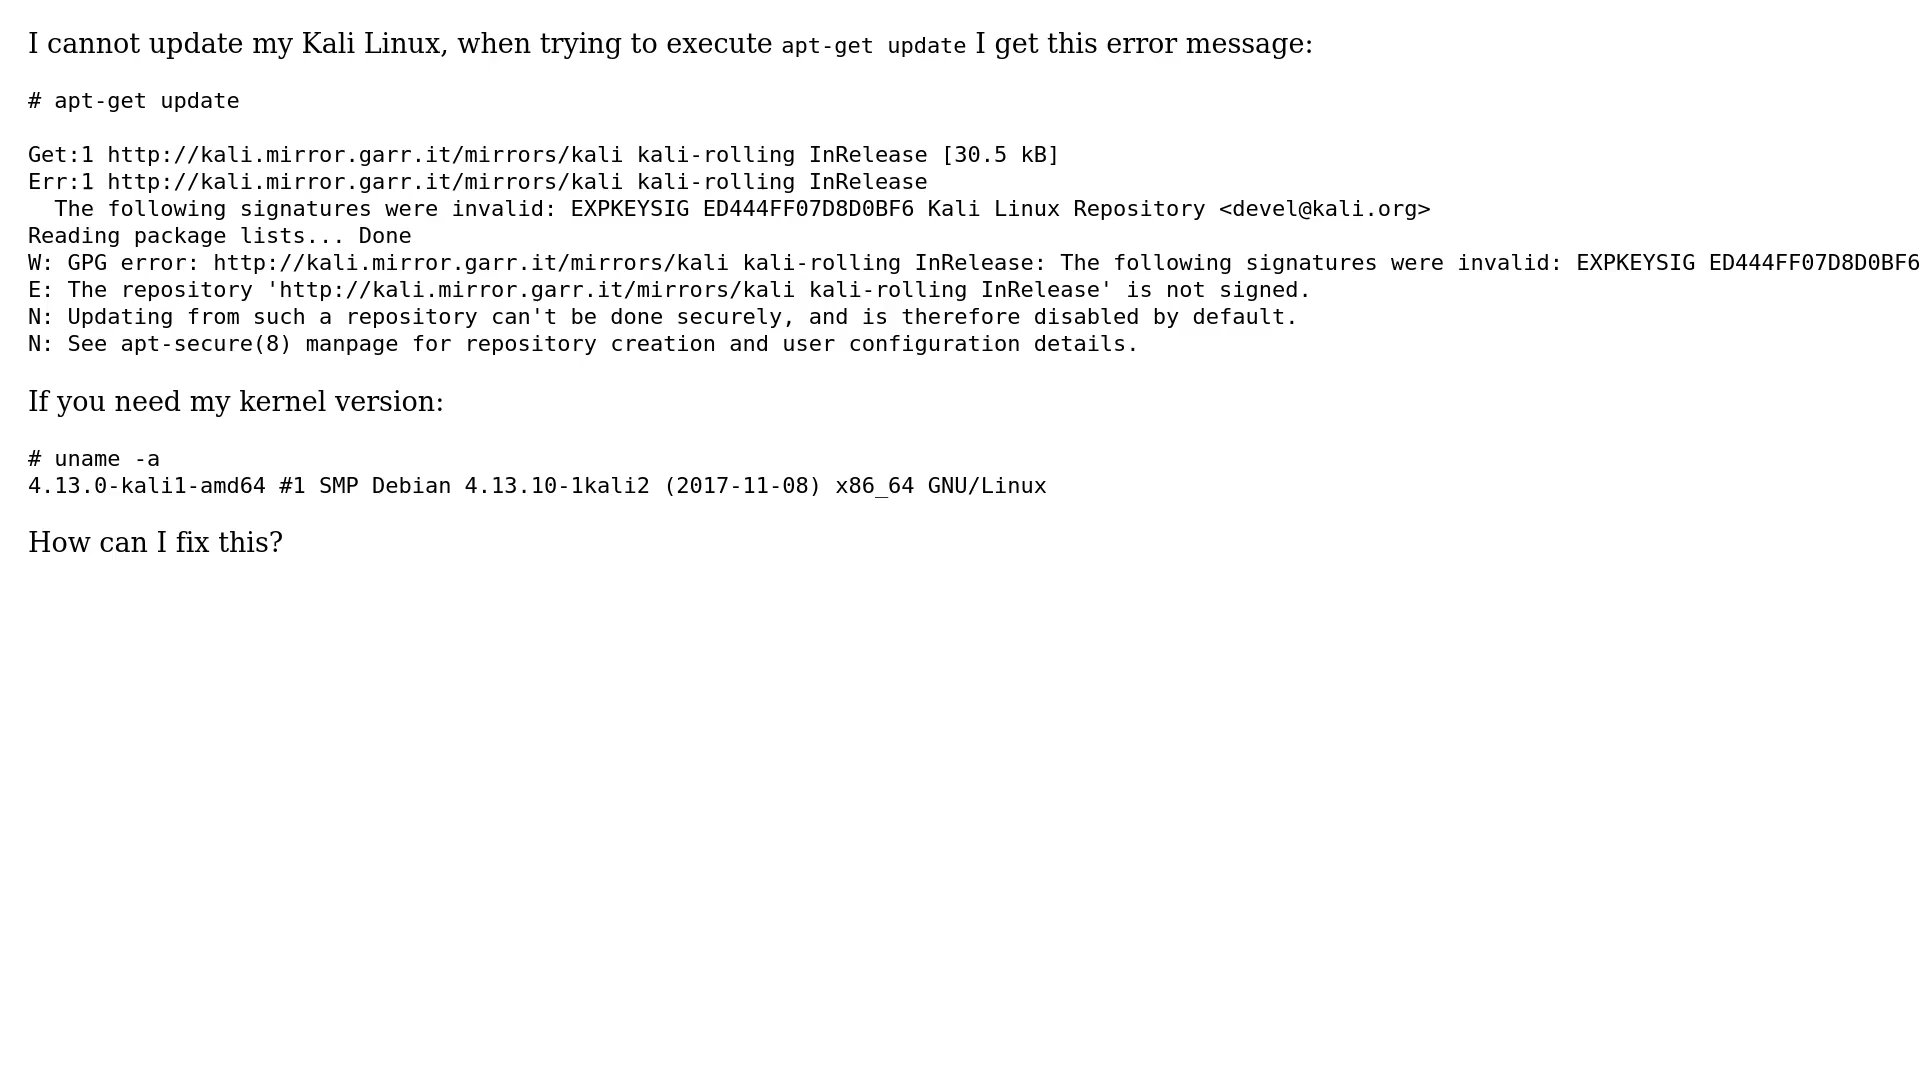 I cannot update my Kali Linux, when trying to execute apt-get update I get this error message:
# apt-get update
Get:1 http://kali.mirror.garr.it/mirrors/kali kali-rolling InRelease [30.5 kB]
Err:1 http://kali.mirror.garr.it/mirrors/kali kali-rolling InRelease
  The following signatures were invalid: EXPKEYSIG ED444FF07D8D0BF6 Kali Linux Repository <devel@kali.org>
Reading package lists... Done
W: GPG error: http://kali.mirror.garr.it/mirrors/kali kali-rolling InRelease: The following signatures were invalid: EXPKEYSIG ED444FF07D8D0BF6
E: The repository 'http://kali.mirror.garr.it/mirrors/kali kali-rolling InRelease' is not signed.
N: Updating from such a repository can't be done securely, and is therefore disabled by default.
N: See apt-secure(8) manpage for repository creation and user configuration details.
If you need my kernel version:
# uname -a
4.13.0-kali1-amd64 #1 SMP Debian 4.13.10-1kali2 (2017-11-08) x86_64 GNU/Linux
How can I fix this?